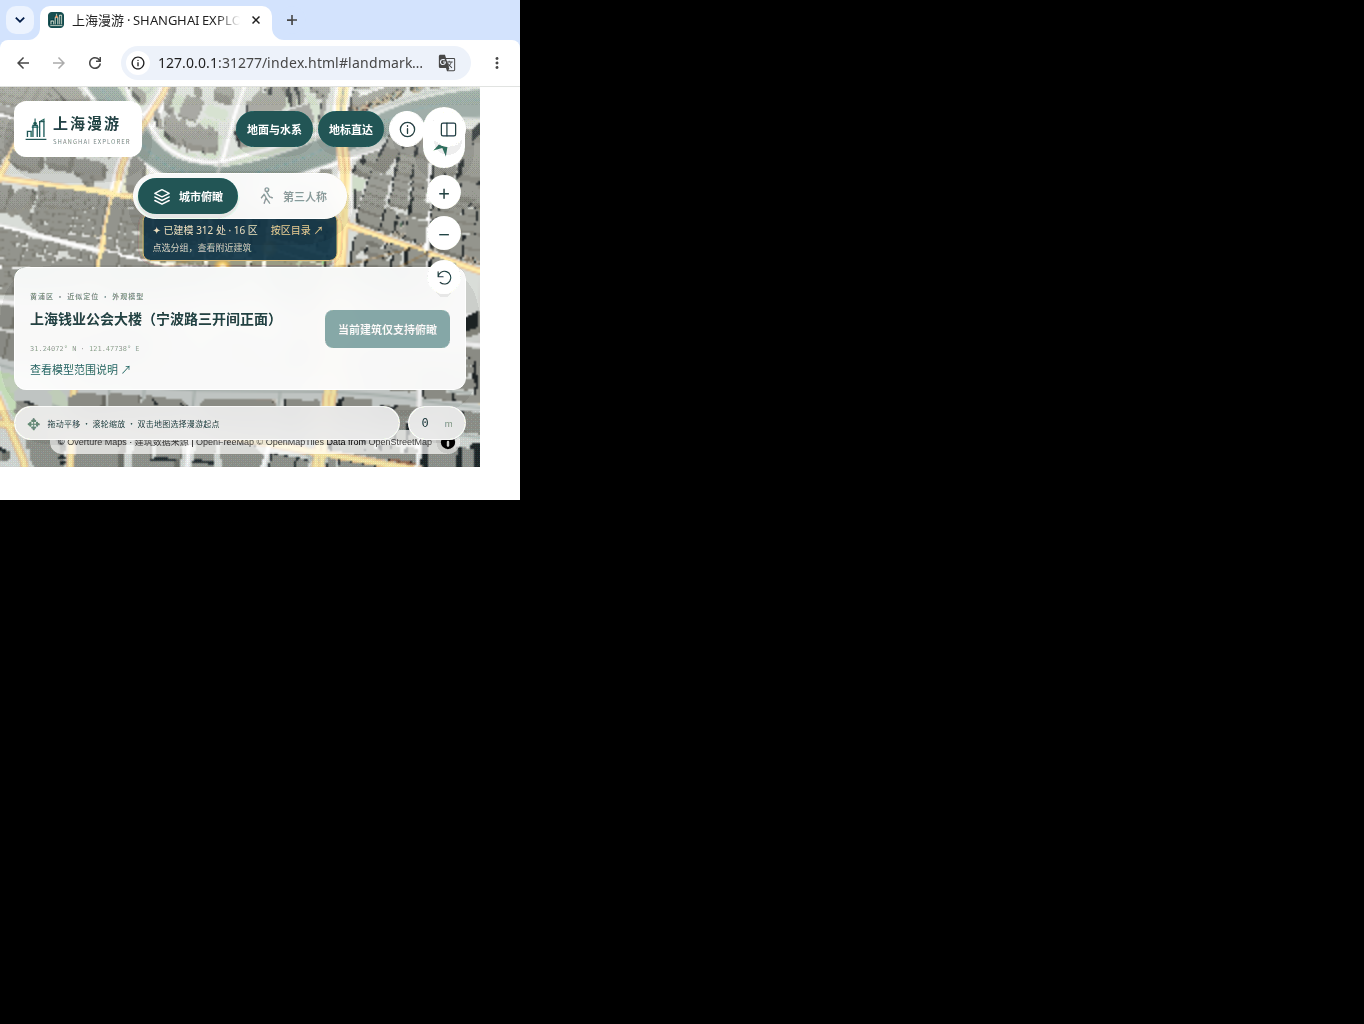 上海漫游 · SHANGHAI EXPLO
127.0.0.1:31277/index.html#landmark...
上海漫游
SHANGHAI EXPLORER
地面与水系
地标直达
城市俯瞰
第三人称
✦ 已建模 312 处 · 16 区 按区目录 ↗
点选分组，查看附近建筑
黄浦区 · 近似定位 · 外观模型
上海钱业公会大楼（宁波路三开间正面）
当前建筑仅支持俯瞰
31.24072° N · 121.47730° E
查看模型范围说明 ↗
拖动平移 · 滚轮缩放 · 双击地图选择漫游起点
0 m
© Overture Maps · 建筑数据来源 | OpenFreeMap © OpenMapTiles Data from OpenStreetMap